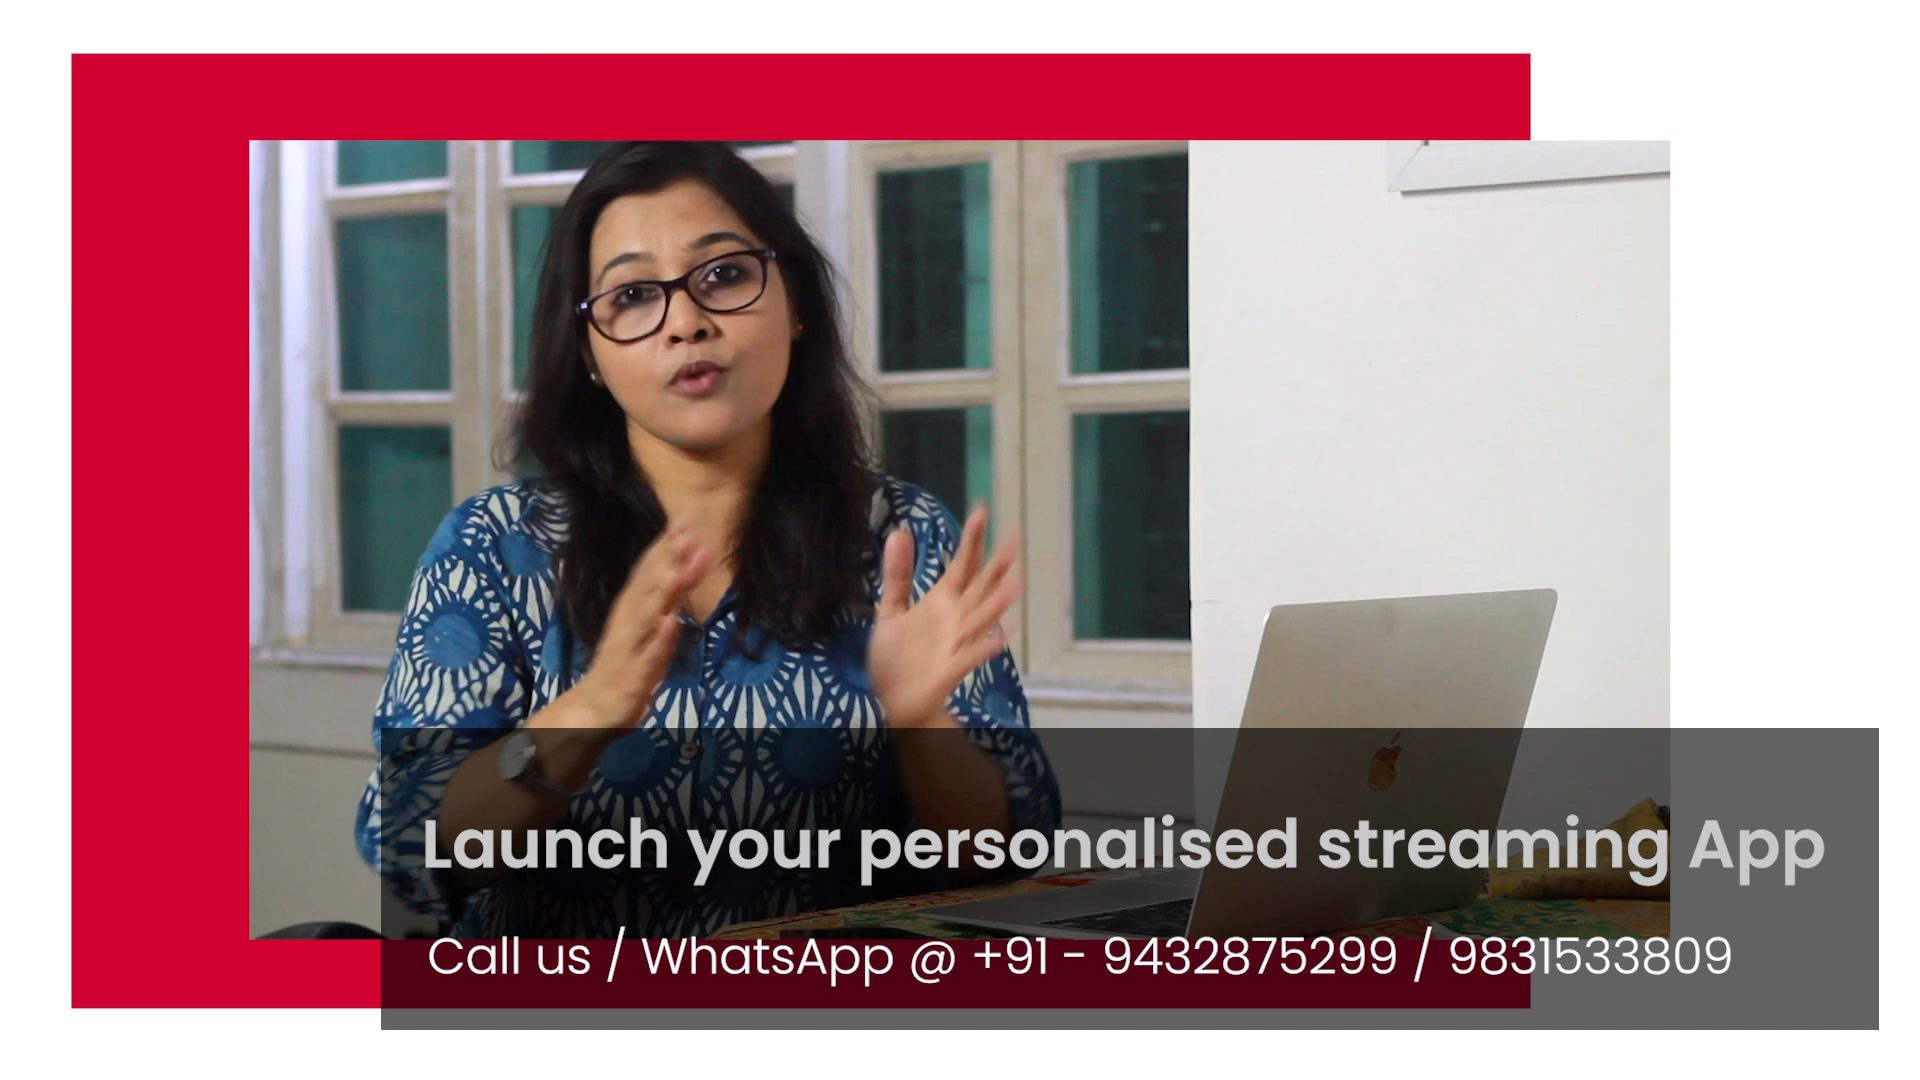 Launch your personalised streaming App
Call us / WhatsApp @ +91 - 9432875299 / 9831533809